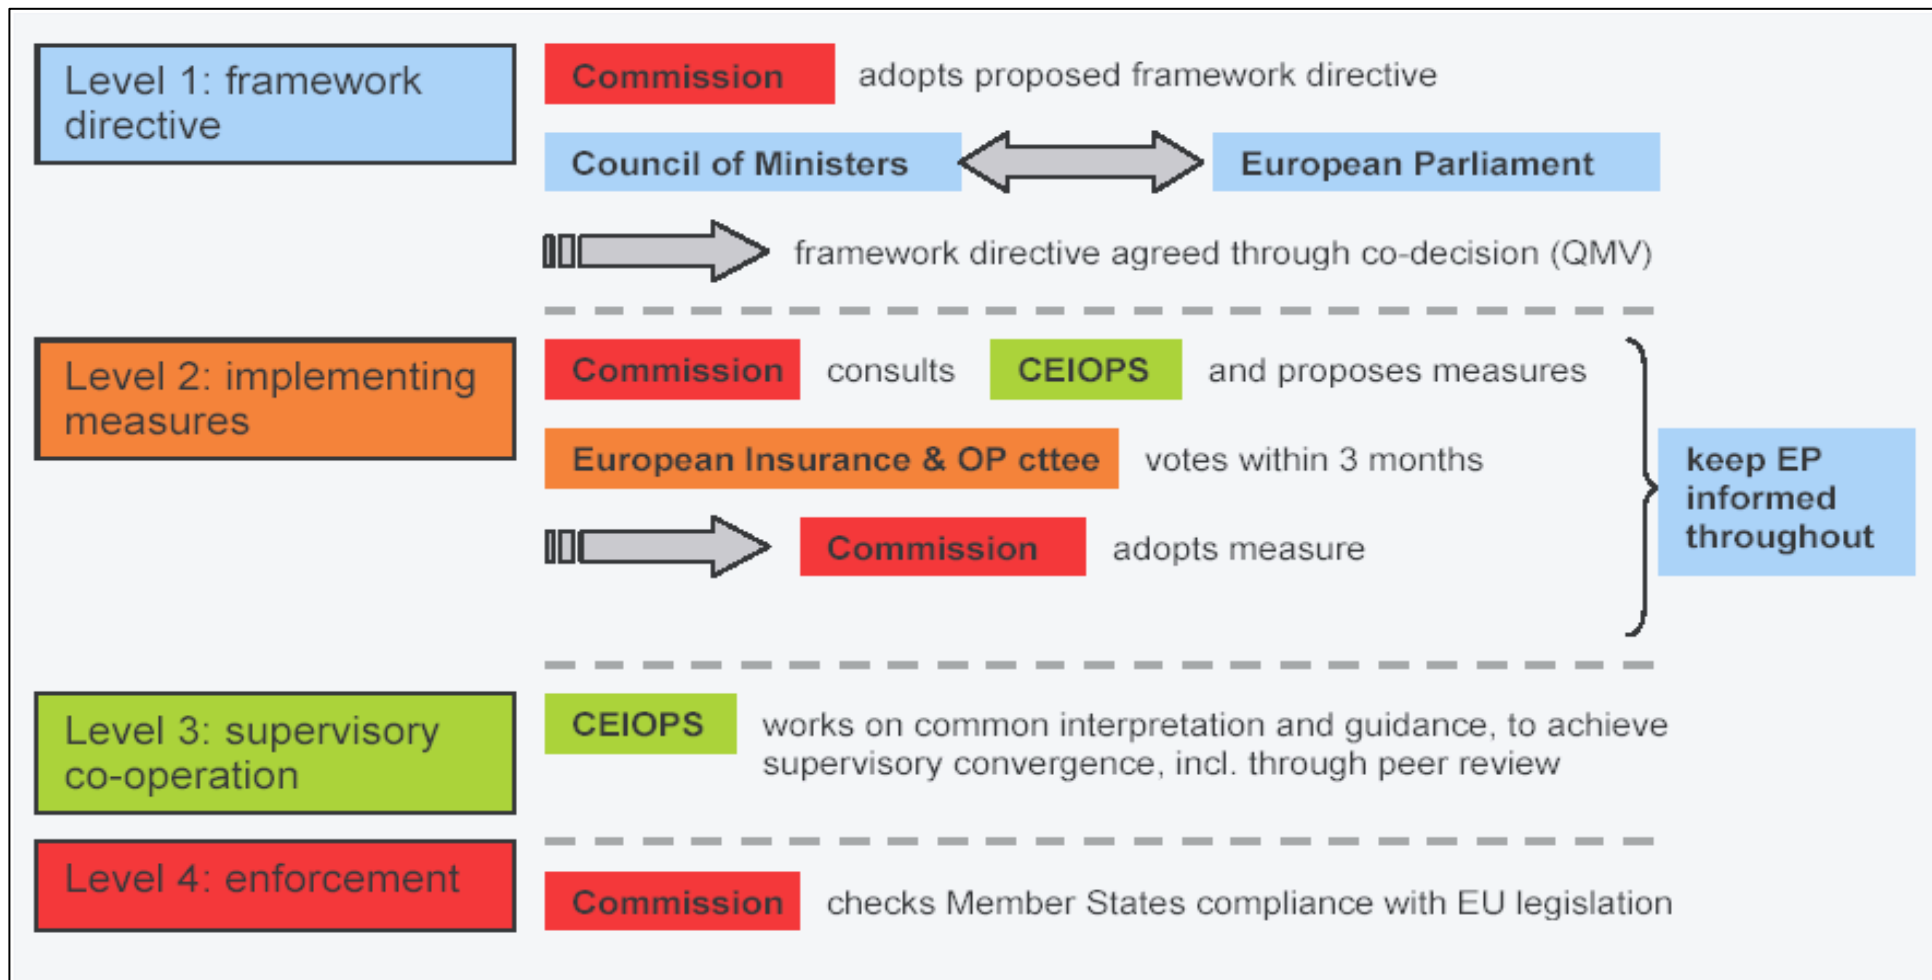 Level 1: framework
directive
Commission adopts proposed framework directive
Council of Ministers European Parliament
framework directive agreed through co-decision (QMV)
Level 2: implementing
measures
Commission consults CEIOPS and proposes measures
European Insurance & OP cttee votes within 3 months
Commission adopts measure
keep EP
informed
throughout
Level 3: supervisory
co-operation
CEIOPS works on common interpretation and guidance, to achieve
supervisory convergence, incl. through peer review
Level 4: enforcement
Commission checks Member States compliance with EU legislation